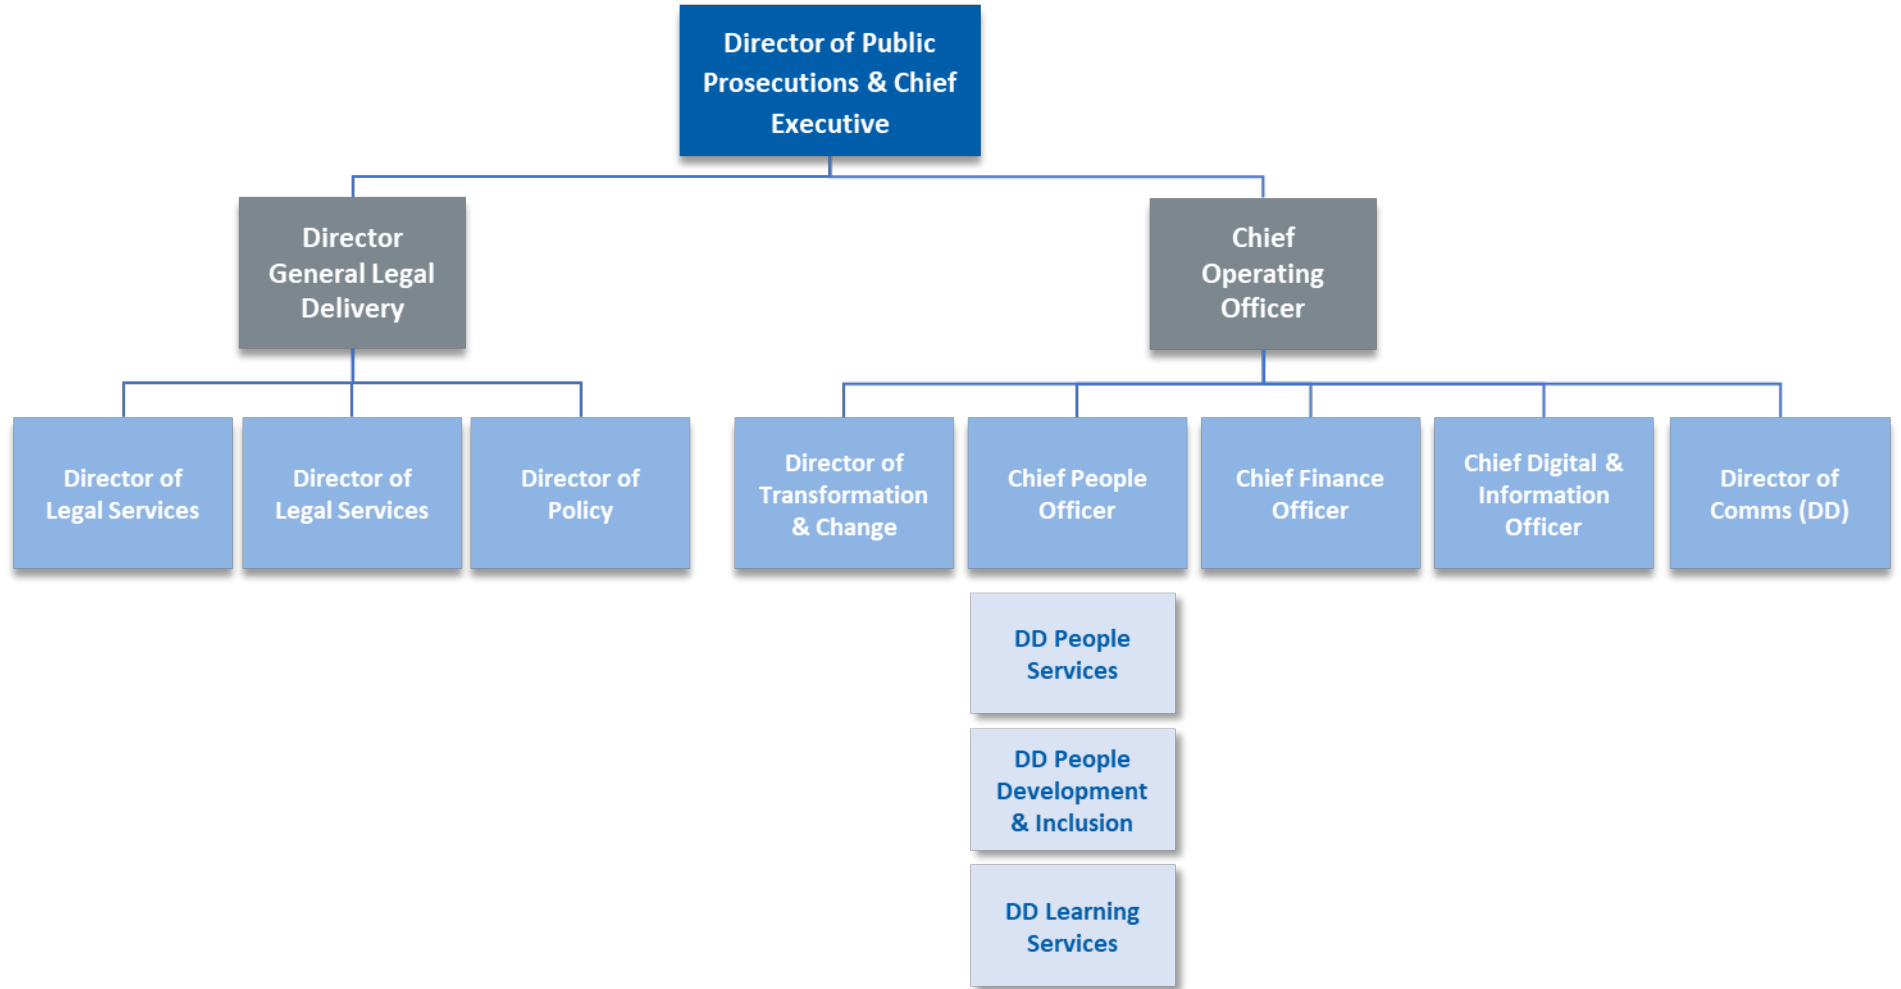 Director of Public
Prosecutions & Chief
Executive
Director
General Legal
Delivery
Chief
Operating
Officer
Director of
Legal Services
Director of
Legal Services
Director of
Policy
Director of
Transformation
& Change
Chief People
Officer
Chief Finance
Officer
Chief Digital &
Information
Officer
Director of
Comms (DD)
DD People
Services
DD People
Development
& Inclusion
DD Learning
Services